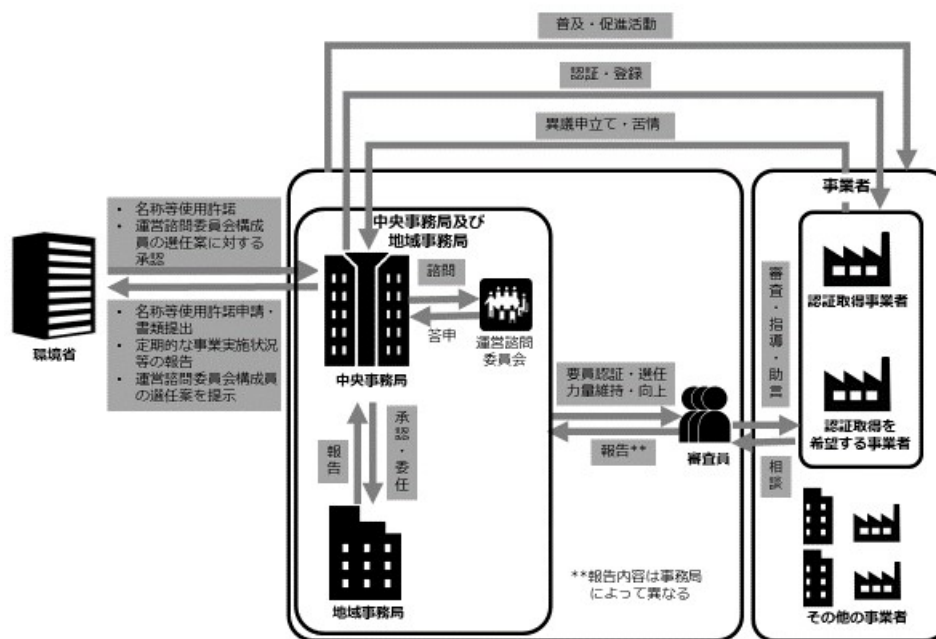 普及・促進活動
認証・登録
異議申立て・苦情
• 名称等使用許諾
• 運営諮問委員会構成
員の選任案に対する
承認
環境省
• 名称等使用許諾申請・
書類提出
• 定期的な事業実施状況
等の報告
• 運営諮問委員会構成員
の選任案を提示
中央事務局及び
地域事務局
諮問
答申
運営諮問
委員会
中央事務局
報告
承認・委任
地域事務局
要員認証・選任
力量維持・向上
報告**
審査員
**報告内容は事務局
によって異なる
事業者
審査・指導・助言
相談
認証取得事業者
認証取得を
希望する事業者
その他の事業者